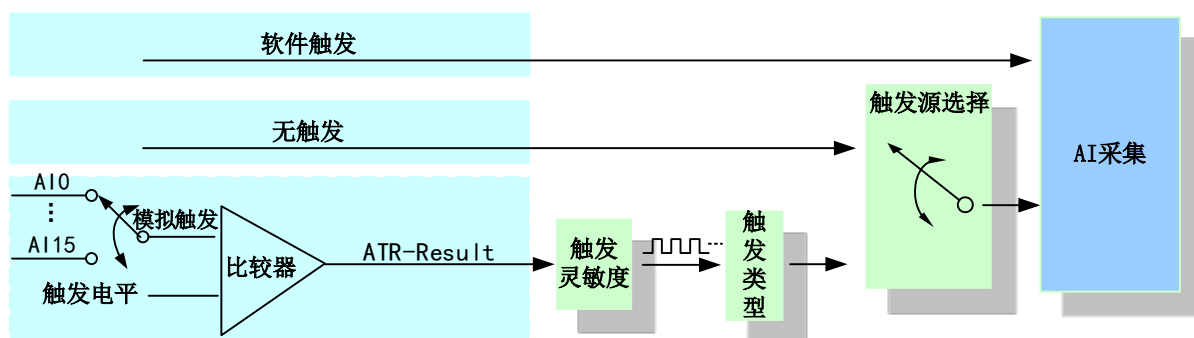 软件触发
无触发
触发源选择
AI采集
AI0
⋮
AI15
模拟触发
触发电平
比较器
ATR-Result
触发
灵敏度
触
发
类
型